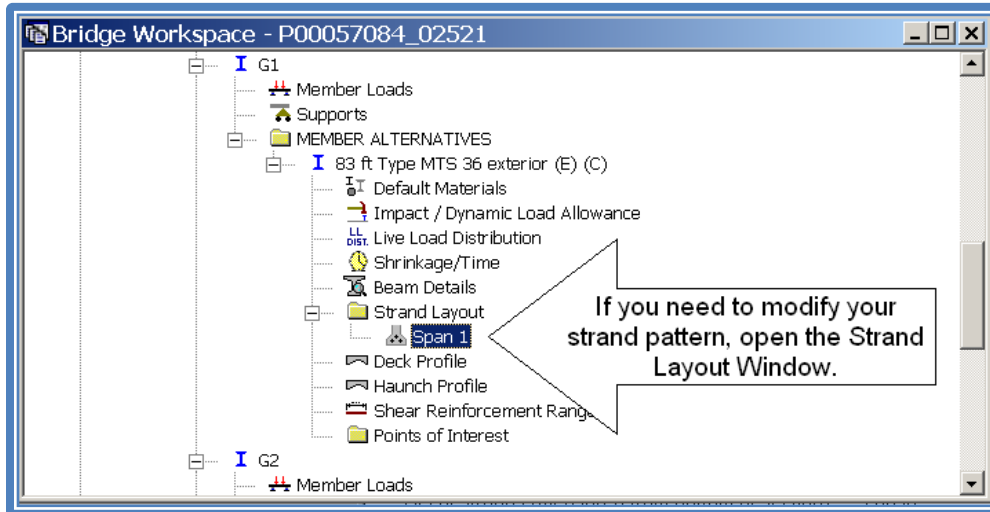 Bridge Workspace - P00057084_02521
G1
Member Loads
Supports
MEMBER ALTERNATIVES
83 ft Type MTS 36 exterior (E) (C)
Default Materials
Impact / Dynamic Load Allowance
LL DIST. Live Load Distribution
Shrinkage/Time
Beam Details
Strand Layout
Span 1
Deck Profile
Haunch Profile
Shear Reinforcement Rang
Points of Interest
G2
Member Loads
If you need to modify your
strand pattern, open the Strand
Layout Window.